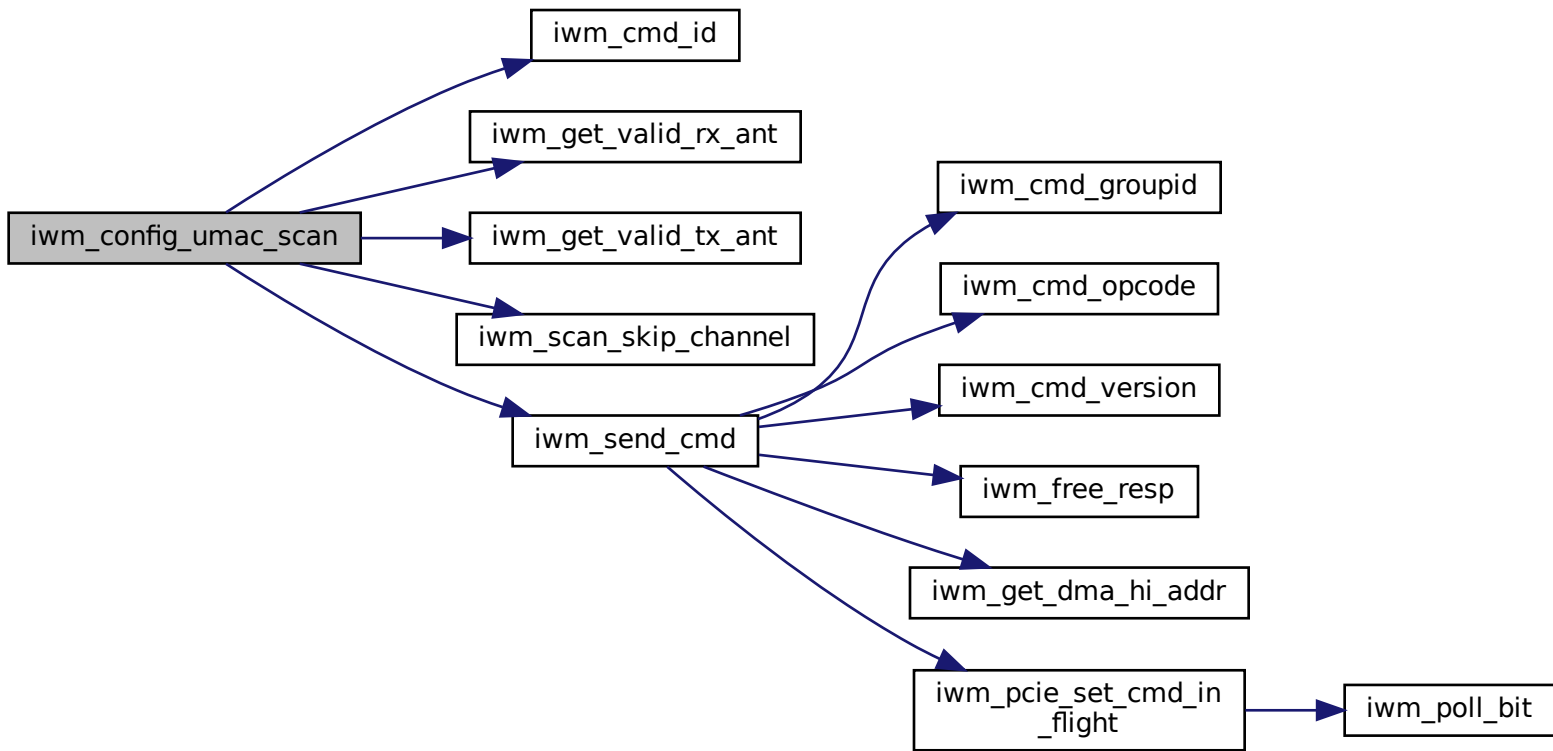 iwm_config_umac_scan
iwm_cmd_id
iwm_get_valid_rx_ant
iwm_get_valid_tx_ant
iwm_scan_skip_channel
iwm_send_cmd
iwm_cmd_groupid
iwm_cmd_opcode
iwm_cmd_version
iwm_free_resp
iwm_get_dma_hi_addr
iwm_pcie_set_cmd_in
_flight
iwm_poll_bit